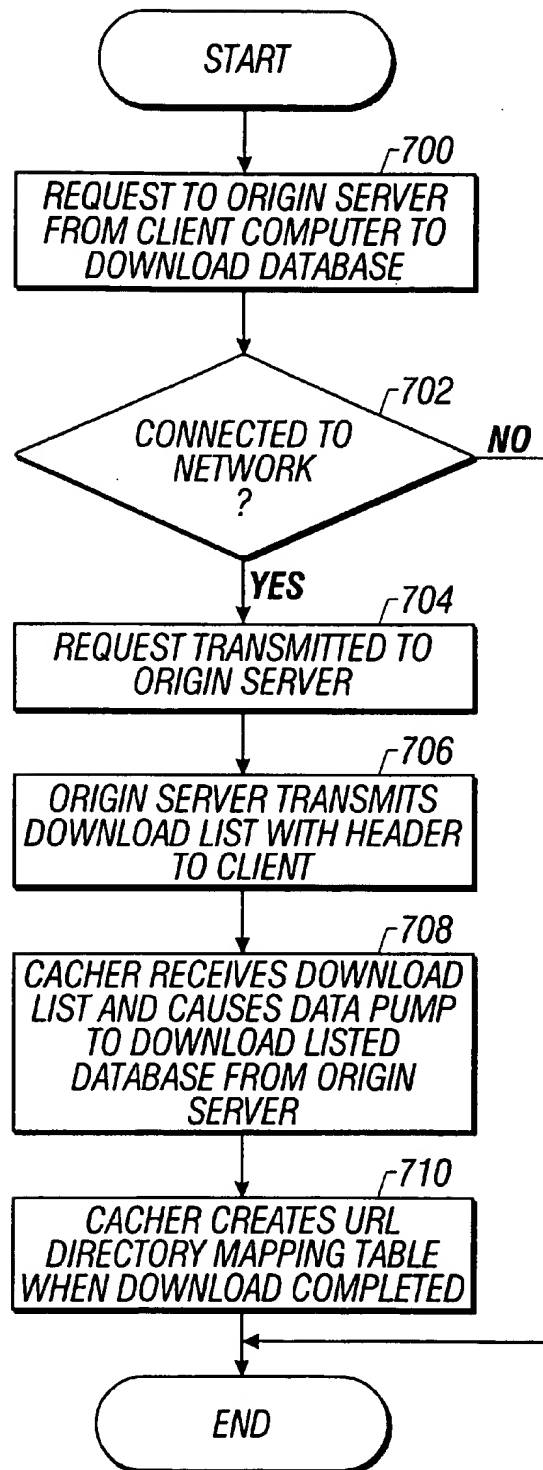 START
700
REQUEST TO ORIGIN SERVER
FROM CLIENT COMPUTER TO
DOWNLOAD DATABASE
702
CONNECTED TO
NETWORK
?
NO
YES
704
REQUEST TRANSMITTED TO
ORIGIN SERVER
706
ORIGIN SERVER TRANSMITS
DOWNLOAD LIST WITH HEADER
TO CLIENT
708
CACHER RECEIVES DOWNLOAD
LIST AND CAUSES DATA PUMP
TO DOWNLOAD LISTED
DATABASE FROM ORIGIN
SERVER
710
CACHER CREATES URL
DIRECTORY MAPPING TABLE
WHEN DOWNLOAD COMPLETED
END